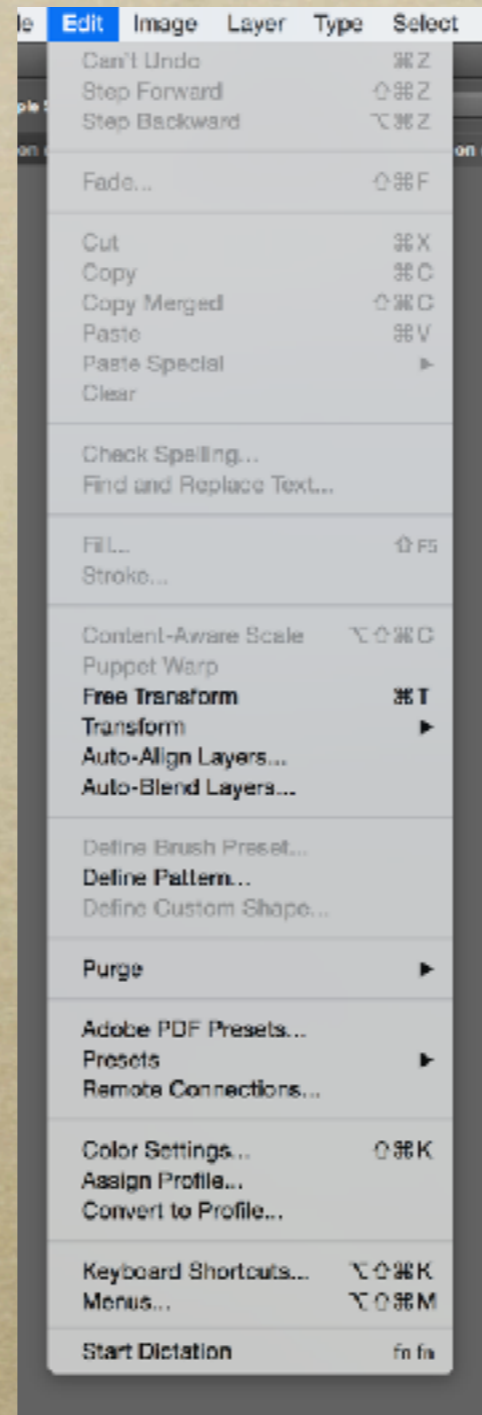 le Edit Image Layer Type Select
Can't Undo ⌘Z
Step Forward ⇧⌘Z
Step Backward ⌥⌘Z
Fade... ⇧⌘F
Cut ⌘X
Copy ⌘C
Copy Merged ⇧⌘C
Paste ⌘V
Paste Special ▶
Clear
Check Spelling...
Find and Replace Text...
Fill... ⇧F5
Stroke...
Content-Aware Scale ⌥⇧⌘C
Puppet Warp
Free Transform ⌘T
Transform ▶
Auto-Align Layers...
Auto-Blend Layers...
Define Brush Preset...
Define Pattern...
Define Custom Shape...
Purge ▶
Adobe PDF Presets...
Presets ▶
Remote Connections...
Color Settings... ⇧⌘K
Assign Profile...
Convert to Profile...
Keyboard Shortcuts... ⌥⇧⌘K
Menus... ⌥⇧⌘M
Start Dictation fn fn